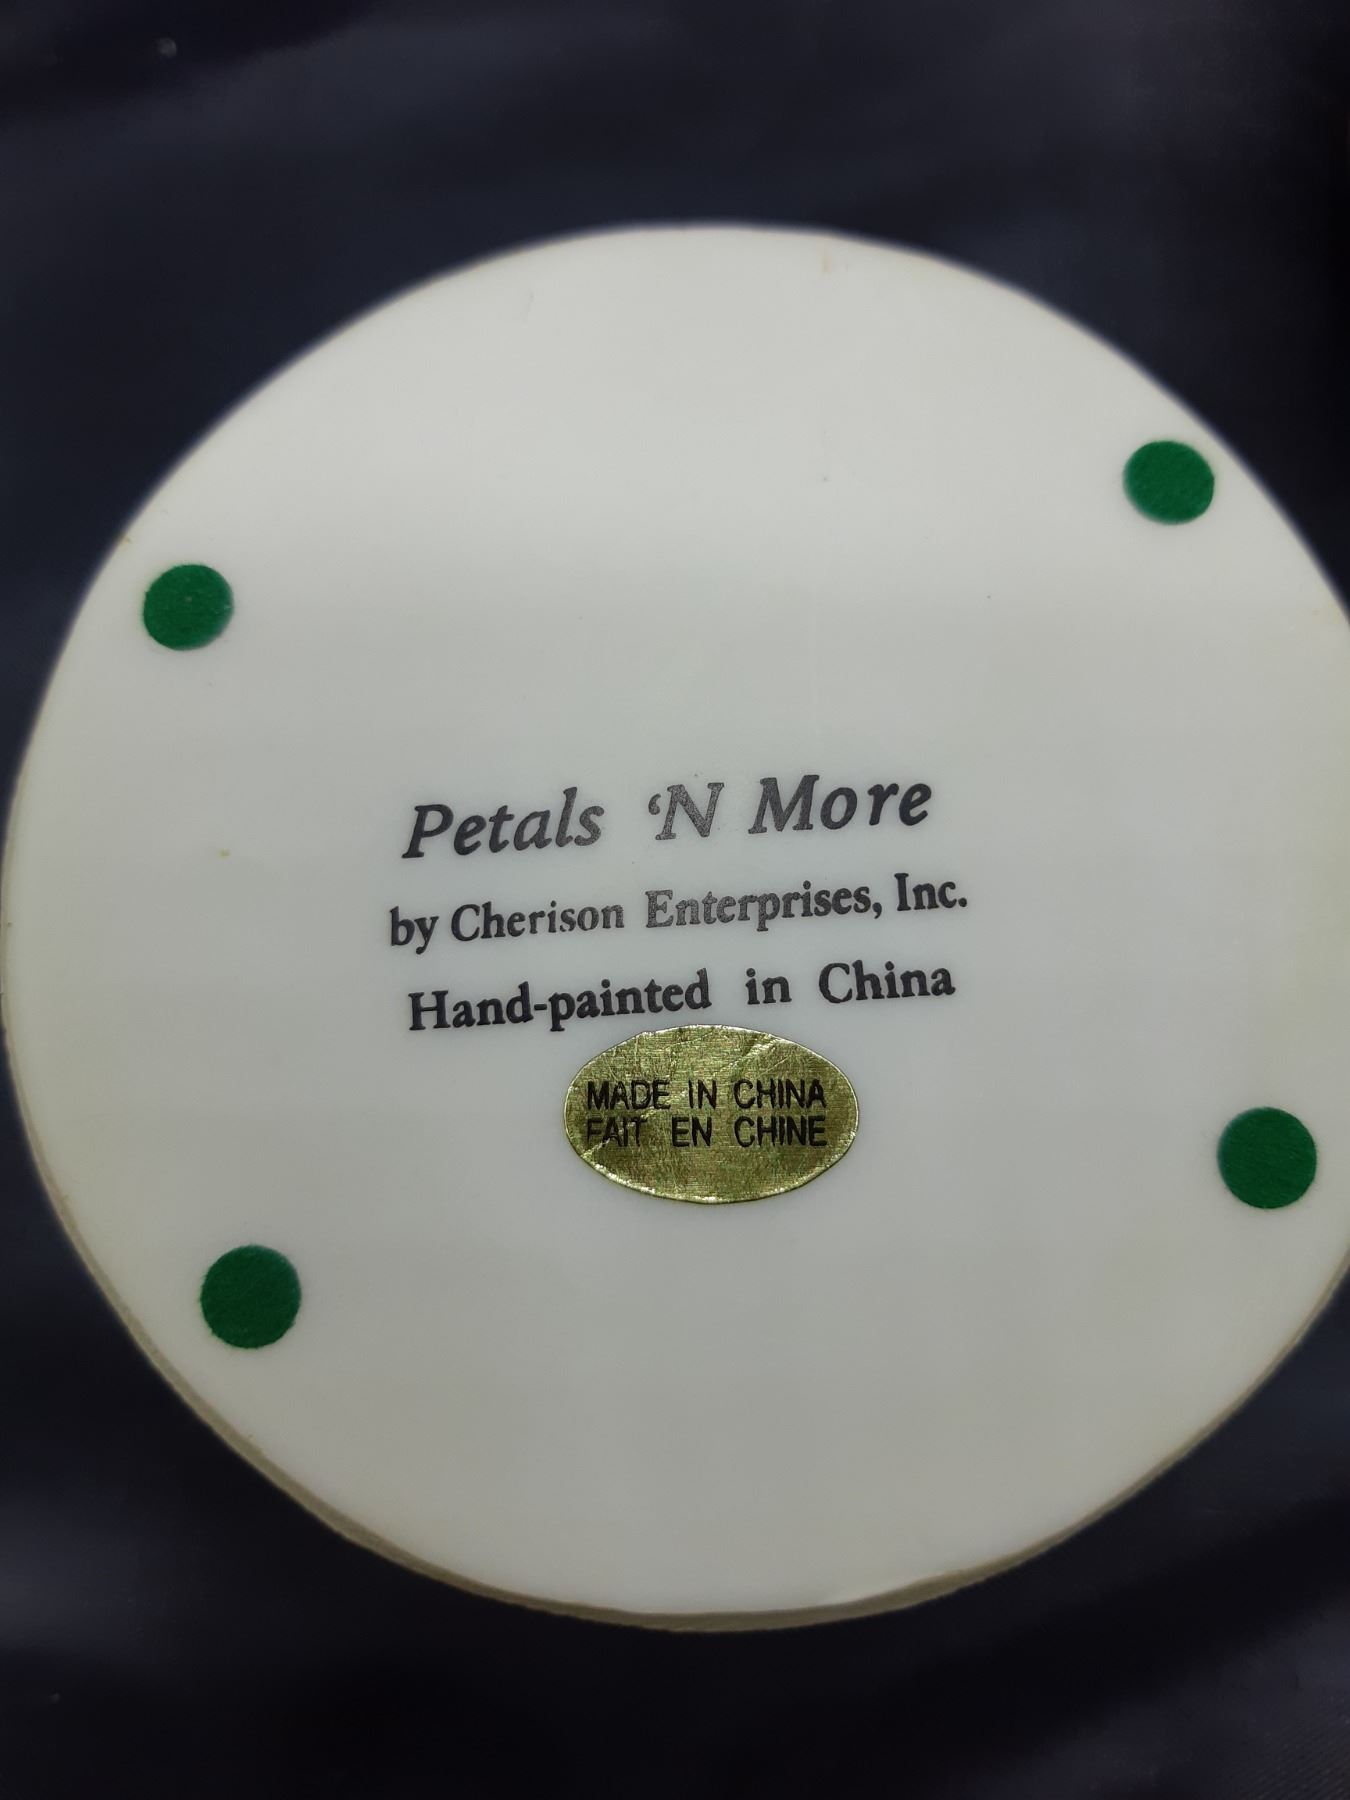 Petals ‘N More
by Cherison Enterprises, Inc.
Hand-painted in China
MADE IN CHINA
FAIT EN CHINE